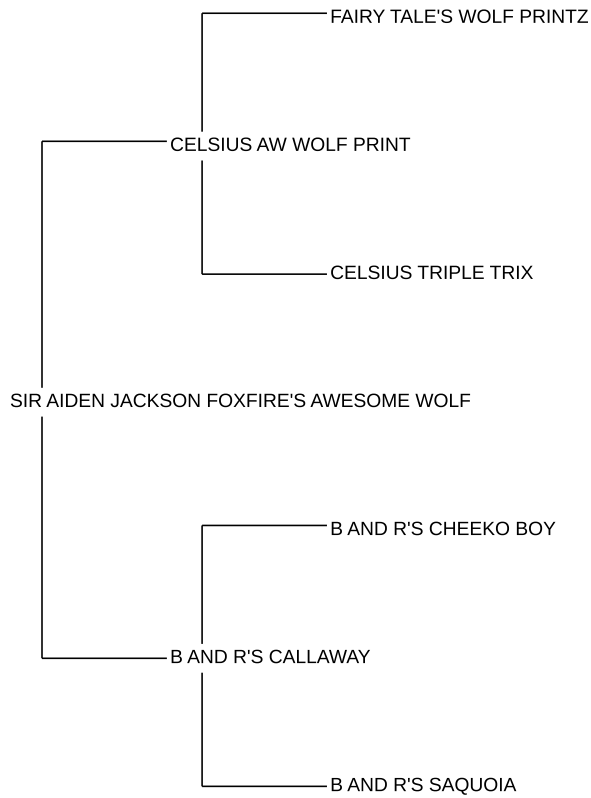 FAIRY TALE'S WOLF PRINTZ
CELSIUS AW WOLF PRINT
CELSIUS TRIPLE TRIX
SIR AIDEN JACKSON FOXFIRE'S AWESOME WOLF
B AND R'S CHEEKO BOY
B AND R'S CALLAWAY
B AND R'S SAQUOIA